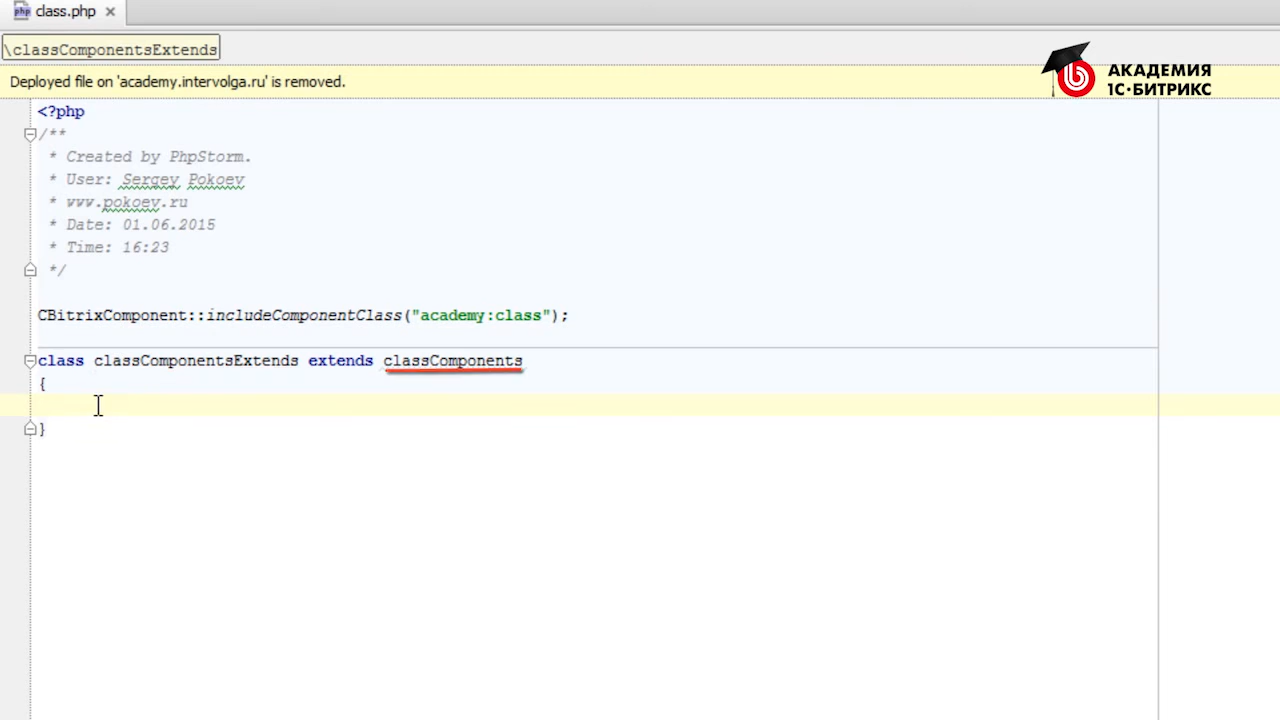 class.php
\classComponentsExtends
Deployed file on 'academy.intervolga.ru' is removed.
АКАДЕМИЯ
1С·БИТРИКС
<?php
/**
* Created by PhpStorm.
* User: Sergey Pokoev
* www.pokoev.ru
* Date: 01.06.2015
* Time: 16:23
*/
CBitrixComponent::includeComponentClass("academy:class");
class classComponentsExtends extends classComponents
{
}